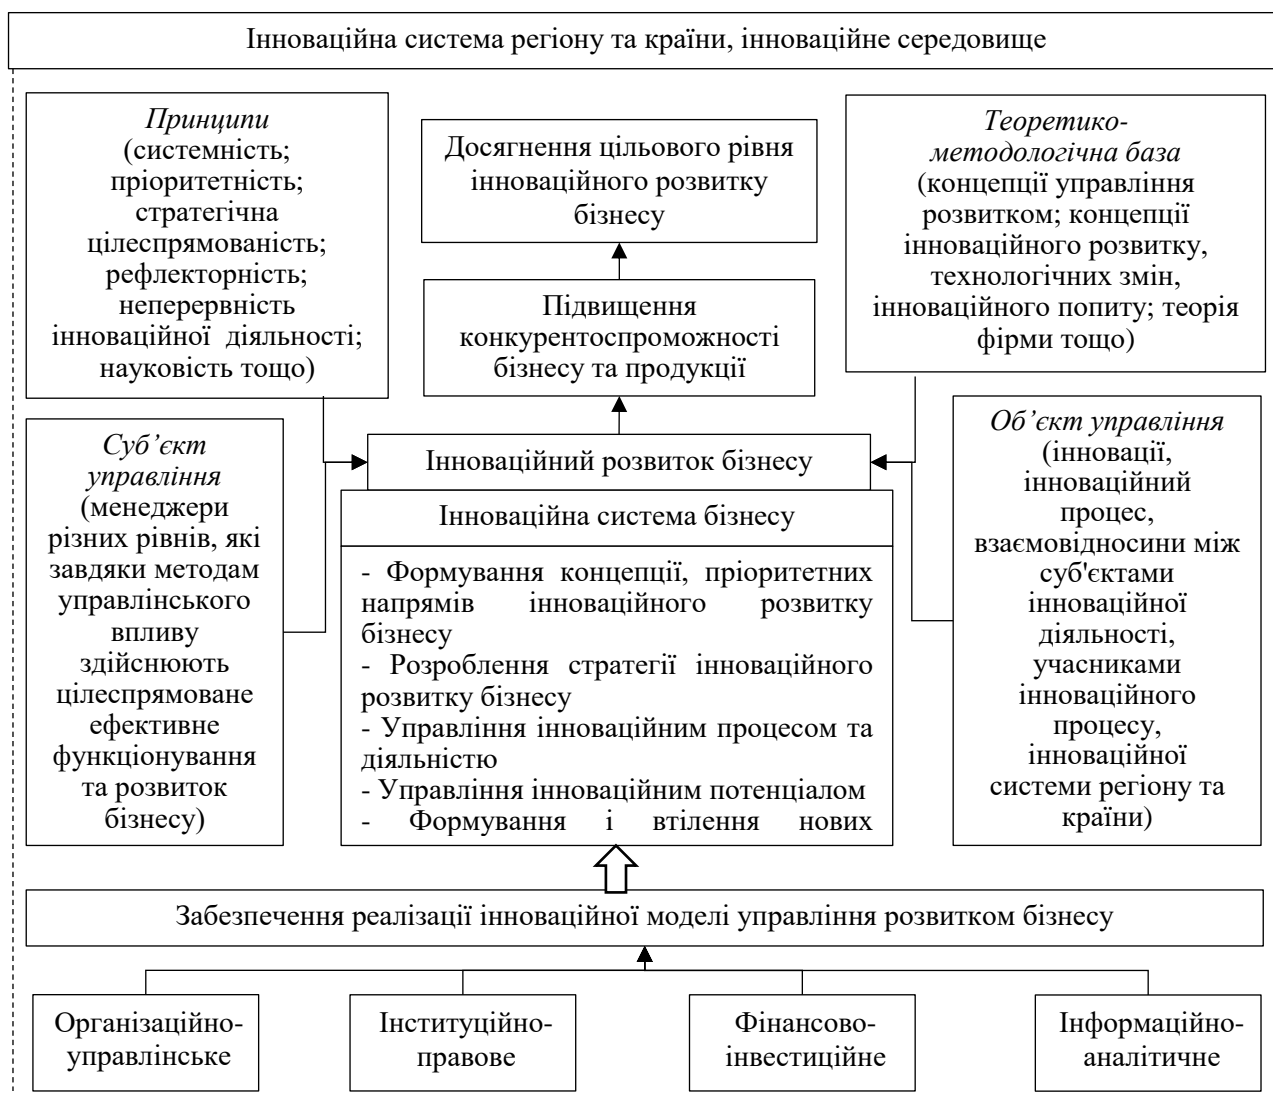 Інноваційна система регіону та країни, інноваційне середовище
Принципи
(системність;
пріоритетність;
стратегічна
цілеспрямованість;
рефлекторність;
неперервність
інноваційної діяльності;
науковість тощо)
Досягнення цільового рівня
інноваційного розвитку
бізнесу
Теоретико-
методологічна база
(концепції управління
розвитком; концепції
інноваційного розвитку,
технологічних змін,
інноваційного попиту; теорія
фірми тощо)
Підвищення
конкурентоспроможності
бізнесу та продукції
Суб’єкт
управління
(менеджери
різних рівнів, які
завдяки методам
управлінського
впливу
здійснюють
цілеспрямоване
ефективне
функціонування
та розвиток
бізнесу)
Інноваційний розвиток бізнесу
Інноваційна система бізнесу
- Формування концепції, пріоритетних
напрямів інноваційного розвитку
бізнесу
- Розроблення стратегії інноваційного
розвитку бізнесу
- Управління інноваційним процесом та
діяльністю
- Управління інноваційним потенціалом
- Формування і втілення нових
Об’єкт управління
(інновації,
інноваційний
процес,
взаємовідносини між
суб'єктами
інноваційної
діяльності,
учасниками
інноваційного
процесу,
інноваційної
системи регіону та
країни)
Забезпечення реалізації інноваційної моделі управління розвитком бізнесу
Організаційно-
управлінське
Інституційно-
правове
Фінансово-
інвестиційне
Інформаційно-
аналітичне